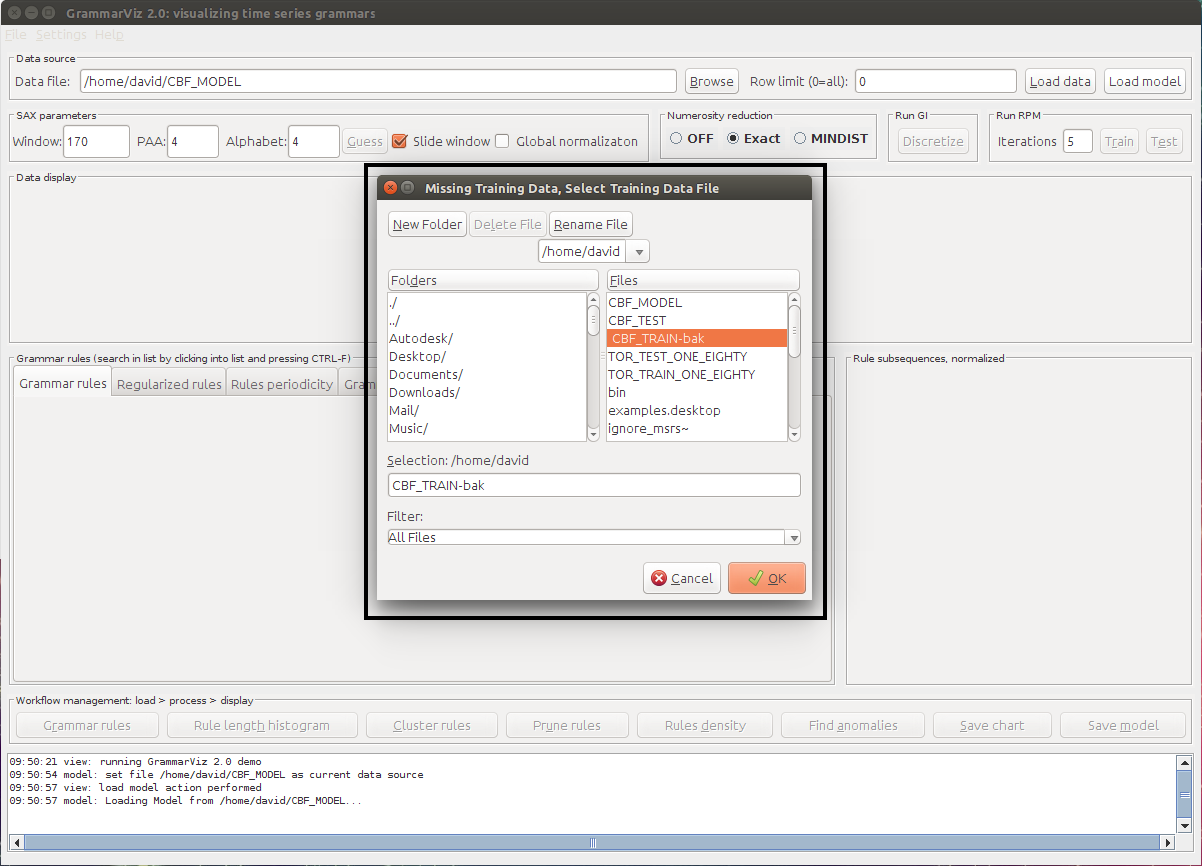 GrammarViz 2.0: visualizing time series grammars
File Settings Help
Data source
Data file: /home/david/CBF_MODEL Browse Row limit (0=all): 0 Load data Load model
SAX parameters Numerosity reduction Run GI Run RPM
Window: 170 PAA: 4 Alphabet: 4 Guess Slide window Global normalizaton OFF Exact MINDIST Discretize Iterations 5 Train Test
Data display
Missing Training Data, Select Training Data File
New Folder Delete File Rename File
/home/david
Folders Files
./ CBF_MODEL
../ CBF_TEST
Autodesk/ CBF_TRAIN-bak
Desktop/ TOR_TEST_ONE_EIGHTY
Documents/ TOR_TRAIN_ONE_EIGHTY
Downloads/ bin
Mail/ examples.desktop
Music/ ignore_msrs~
Selection: /home/david
CBF_TRAIN-bak
Filter:
All Files
Cancel OK
Grammar rules (search in list by clicking into list and pressing CTRL-F) Rule subsequences, normalized
Grammar rules Regularized rules Rules periodicity Gram
Workflow management: load > process > display
Grammar rules Rule length histogram Cluster rules Prune rules Rules density Find anomalies Save chart Save model
09:50:21 view: running GrammarViz 2.0 demo
09:50:54 model: set file /home/david/CBF_MODEL as current data source
09:50:57 view: load model action performed
09:50:57 model: Loading Model from /home/david/CBF_MODEL...